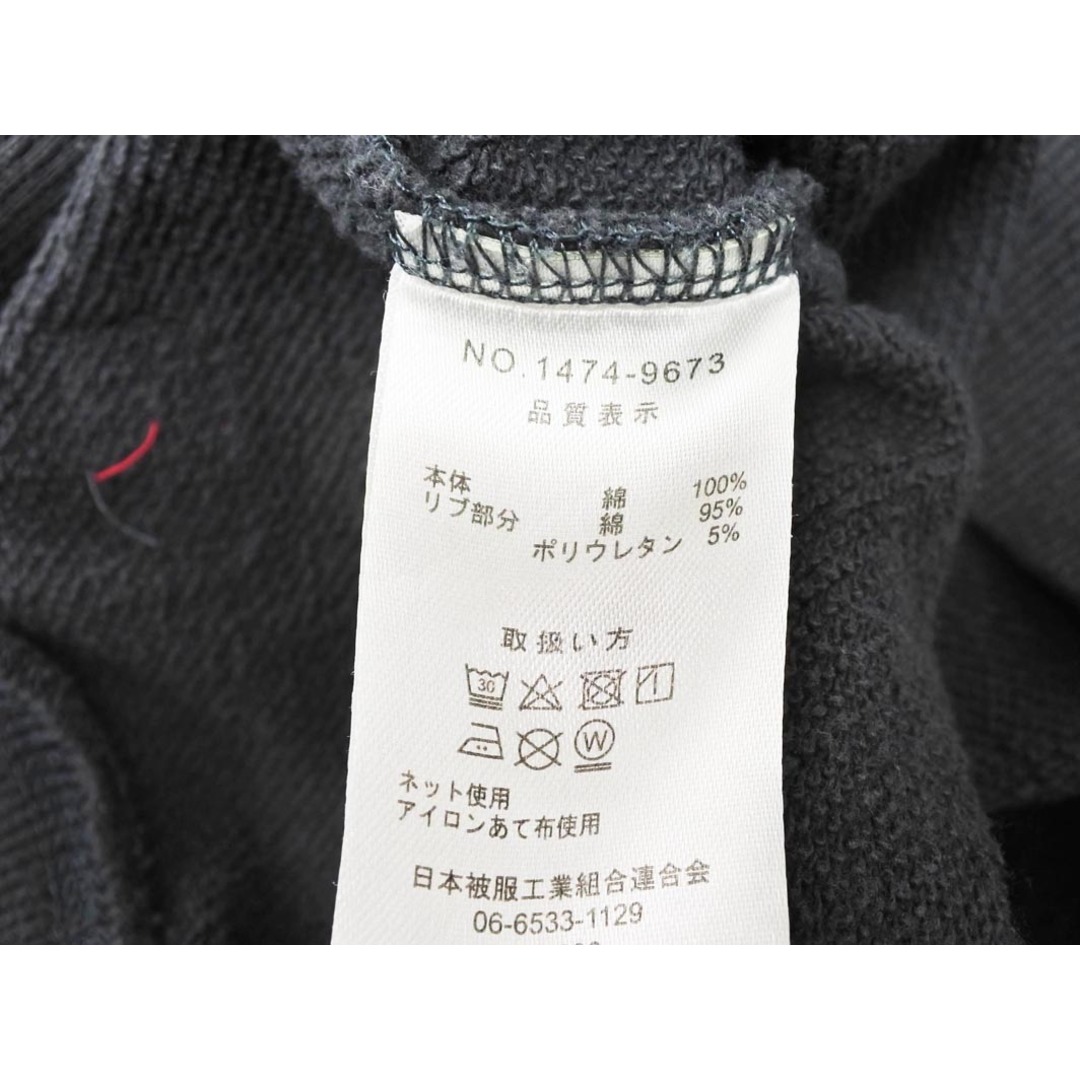 NO.1474-9673
品質表示
本体 綿 100%
リブ部分 綿 95%
ポリウレタン 5%
取扱い方
30
W
ネット使用
アイロンあて布使用
日本被服工業組合連合会
06-6533-1129